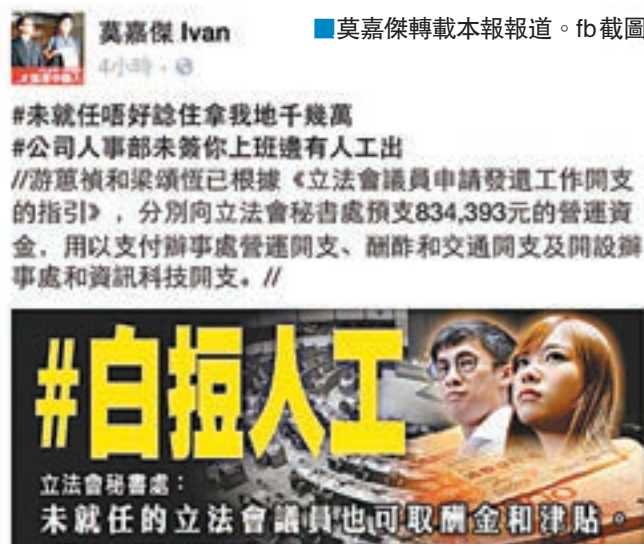 莫嘉傑 Ivan
■莫嘉傑轉載本報報道。fb截圖
4小時 ·
#未就任唔好諗住拿我地千幾萬
#公司人事部未簽你上班邊有人工出
//游蕙禎和梁頌恆已根據《立法會議員申請發還工作開支
的指引》，分別向立法會秘書處預支834,393元的營運資
金，用以支付辦事處營運開支、酬酢和交通開支及開設辦
事處和資訊科技開支。//
#白掗人工
立法會秘書處：
未就任的立法會議員也可取酬金和津貼。